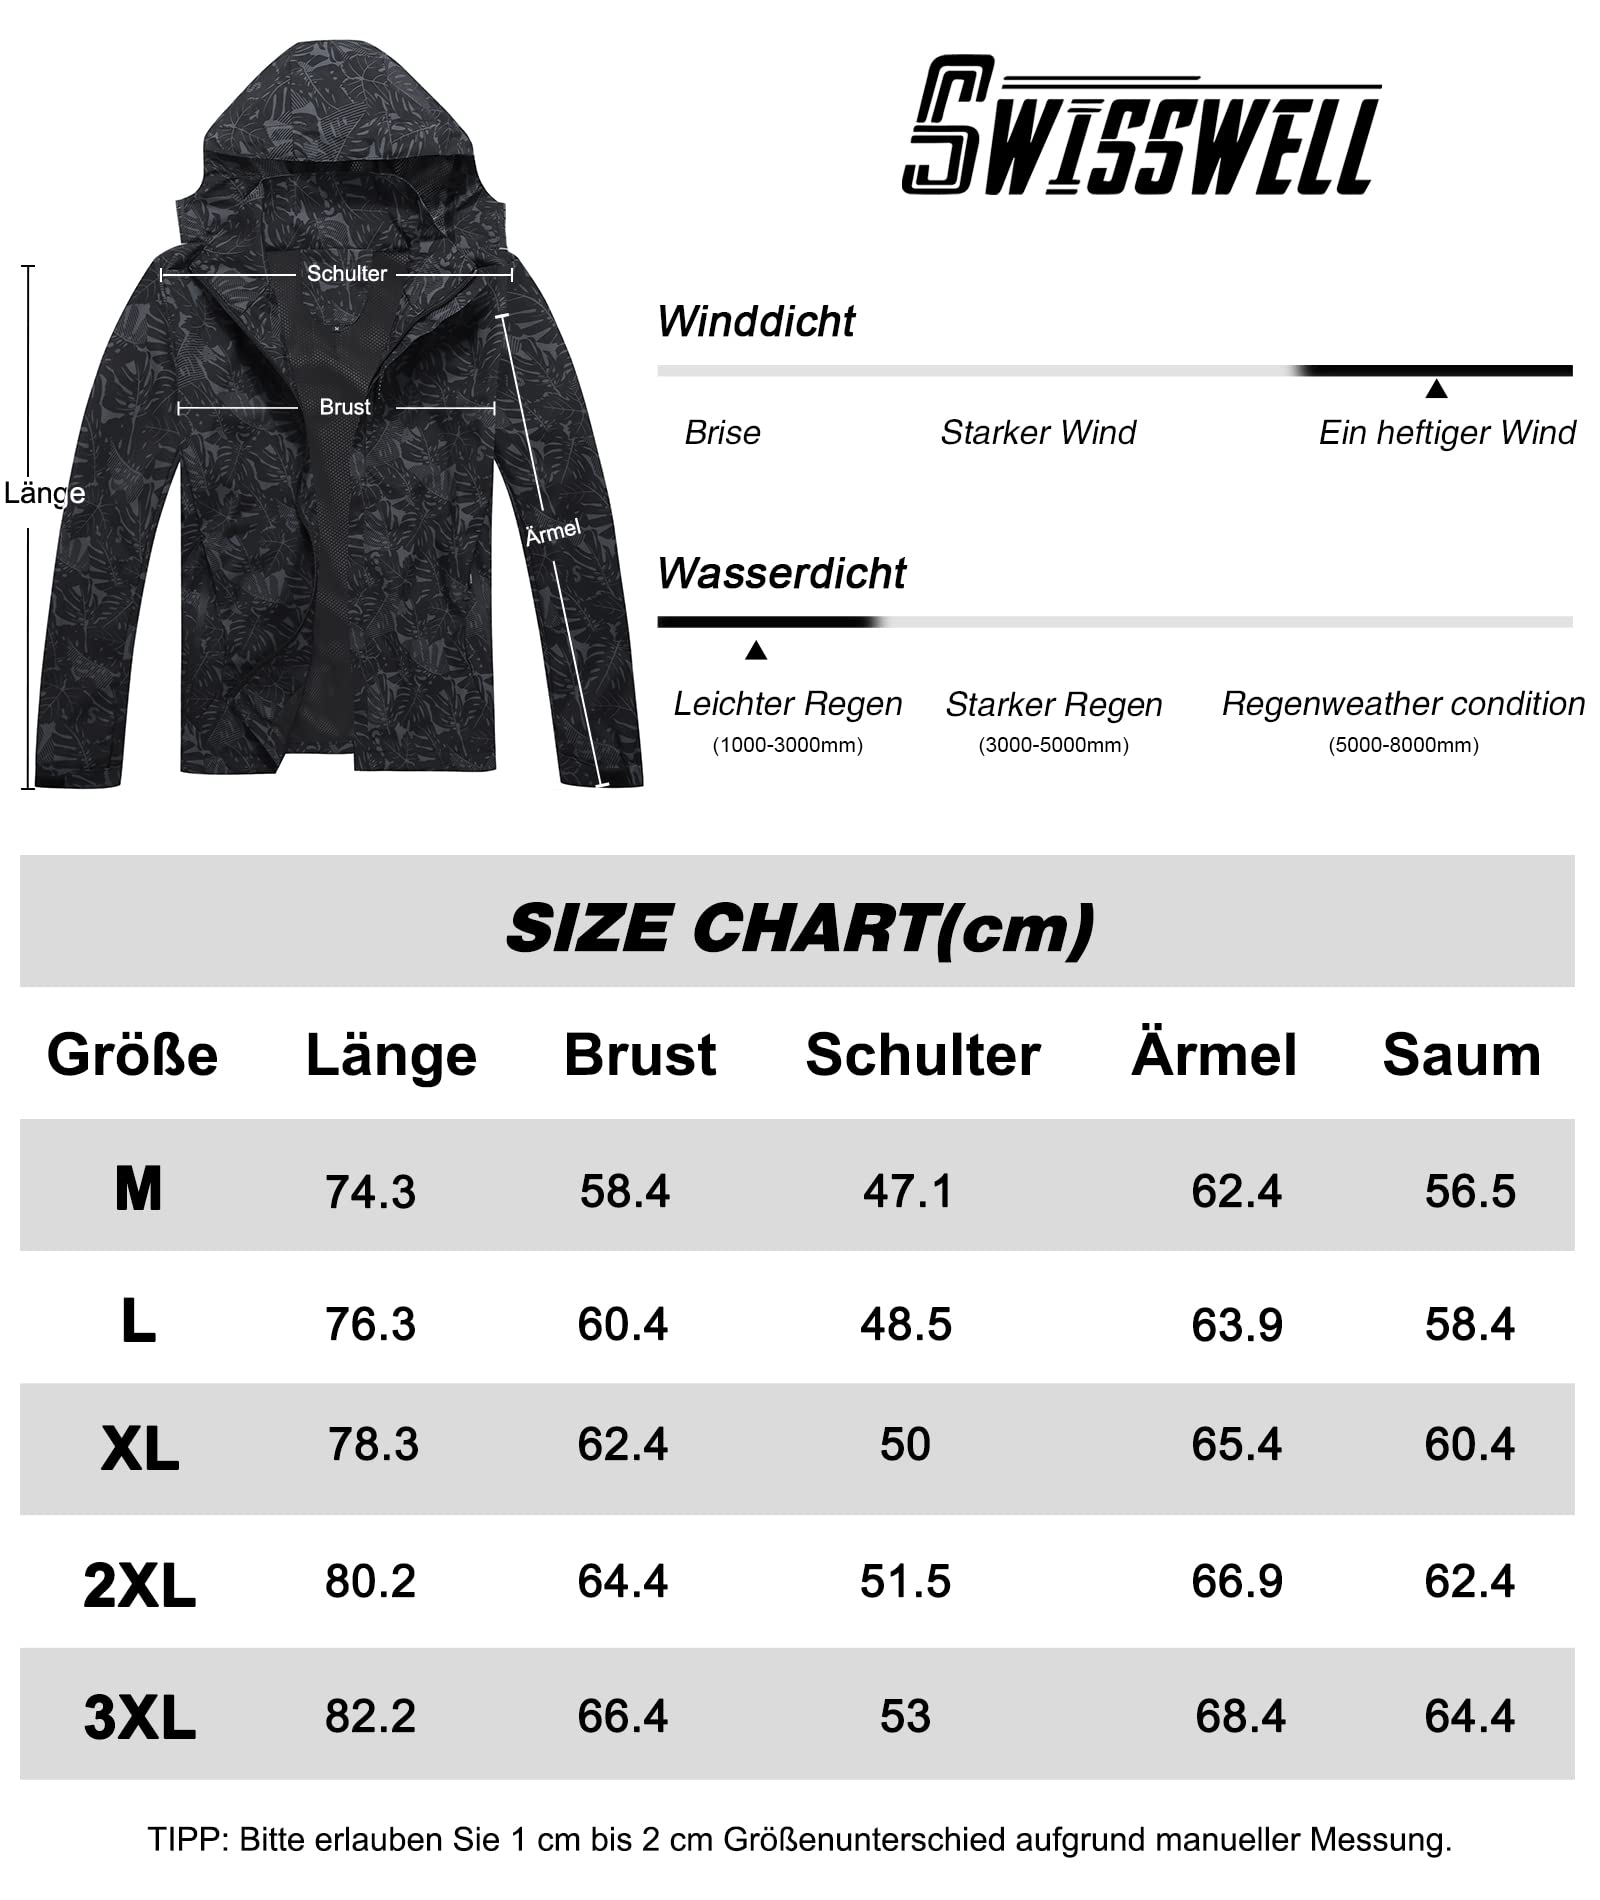 SWISSWELL
Schulter
Brust
Länge
Ärmel
Winddicht
Brise Starker Wind Ein heftiger Wind
Wasserdicht
Leichter Regen Starker Regen Regenweather condition
(1000-3000mm) (3000-5000mm) (5000-8000mm)
SIZE CHART(cm)
Größe Länge Brust Schulter Ärmel Saum
M 74.3 58.4 47.1 62.4 56.5
L 76.3 60.4 48.5 63.9 58.4
XL 78.3 62.4 50 65.4 60.4
2XL 80.2 64.4 51.5 66.9 62.4
3XL 82.2 66.4 53 68.4 64.4
TIPP: Bitte erlauben Sie 1 cm bis 2 cm Größenunterschied aufgrund manueller Messung.